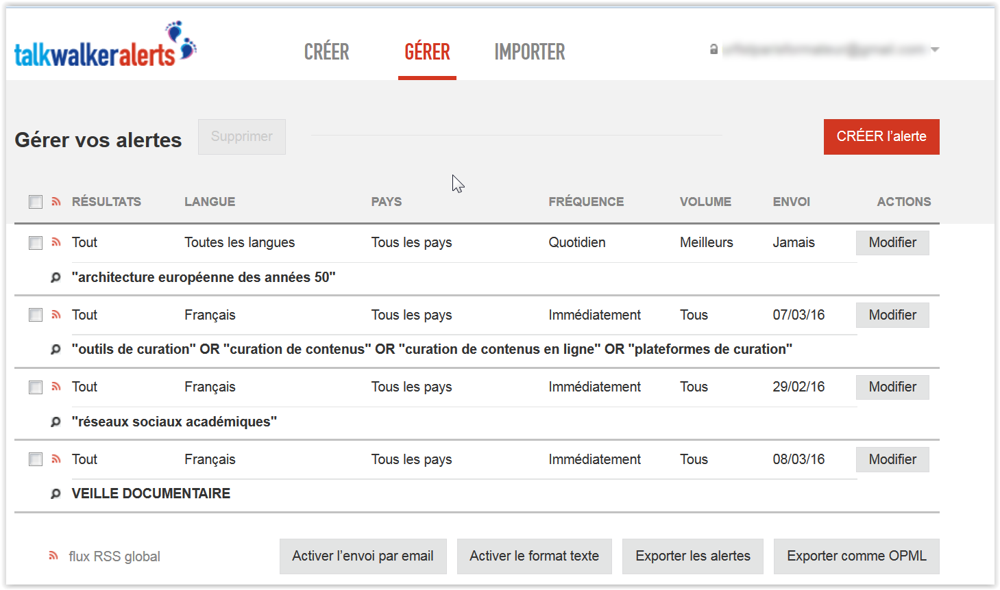 talkwalkeralerts
CRÉER GÉRER IMPORTER
Gérer vos alertes Supprimer CRÉER l'alerte
RÉSULTATS LANGUE PAYS FRÉQUENCE VOLUME ENVOI ACTIONS
Tout Toutes les langues Tous les pays Quotidien Meilleurs Jamais Modifier
"architecture européenne des années 50"
Tout Français Tous les pays Immédiatement Tous 07/03/16 Modifier
"outils de curation" OR "curation de contenus" OR "curation de contenus en ligne" OR "plateformes de curation"
Tout Français Tous les pays Immédiatement Tous 29/02/16 Modifier
"réseaux sociaux académiques"
Tout Français Tous les pays Immédiatement Tous 08/03/16 Modifier
VEILLE DOCUMENTAIRE
flux RSS global Activer l'envoi par email Activer le format texte Exporter les alertes Exporter comme OPML